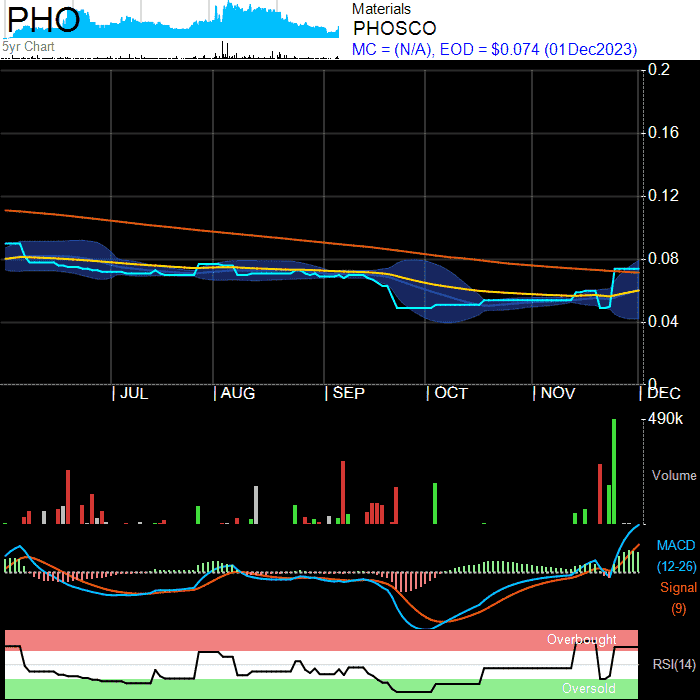 PHO
5yr Chart
Materials
PHOSCO
MC = (N/A), EOD = $0.074 (01Dec2023)
0.2
0.16
0.12
0.08
0.04
0
JUL AUG SEP OCT NOV DEC
490k
Volume
MACD
(12-26)
Signal
(9)
Overbought
RSI(14)
Oversold